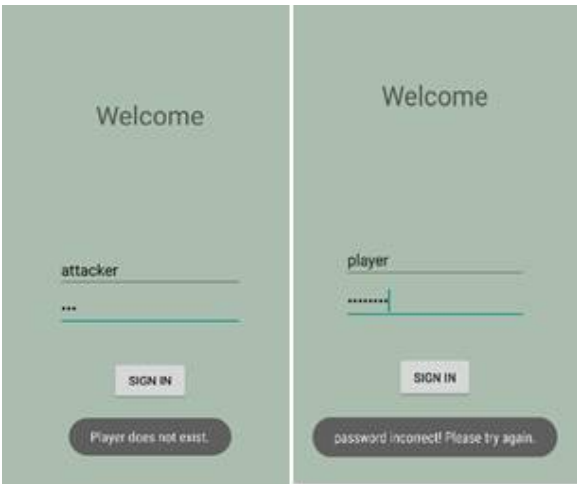 Welcome
attacker
•••
SIGN IN
Player does not exist.
Welcome
player
••••••••
SIGN IN
password incorrect! Please try again.